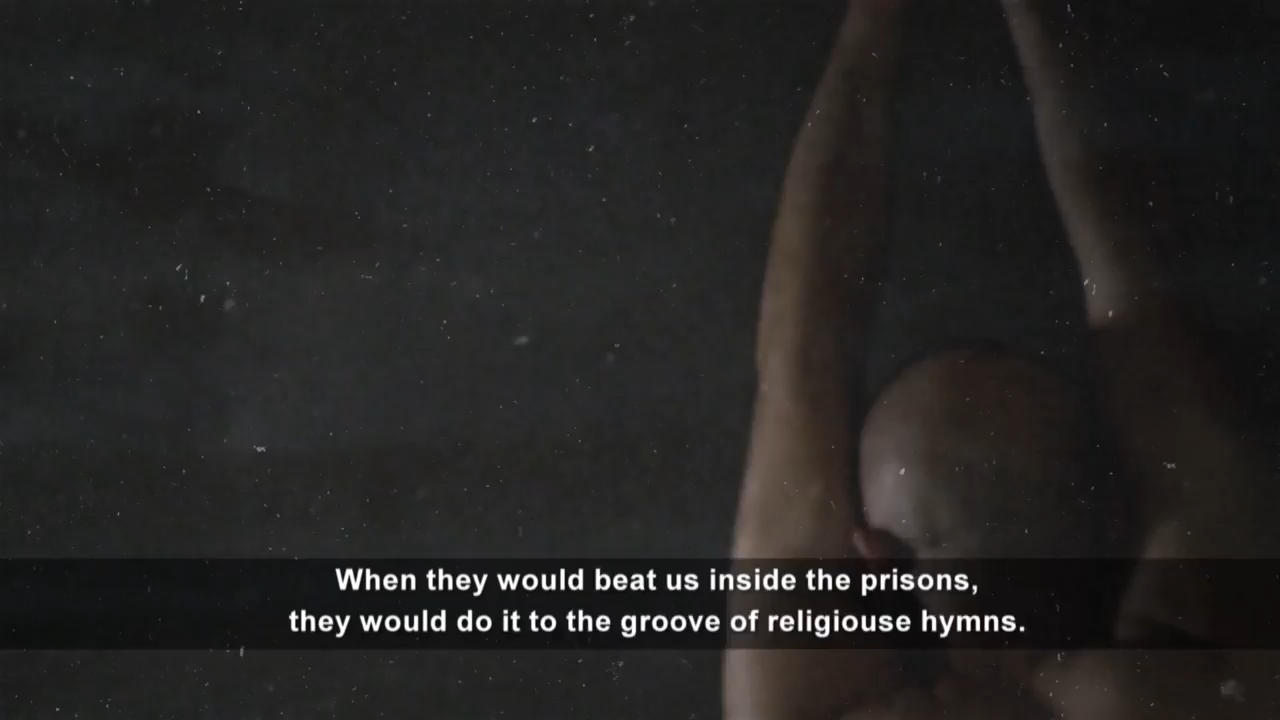 When they would beat us inside the prisons,
they would do it to the groove of religiouse hymns.